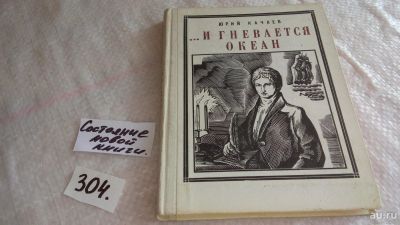 ЮРИЙ КАЧАЕВ
...И ГНЕВАЕТСЯ
ОКЕАН
Состояние
новой
книги.
304.
au.ru